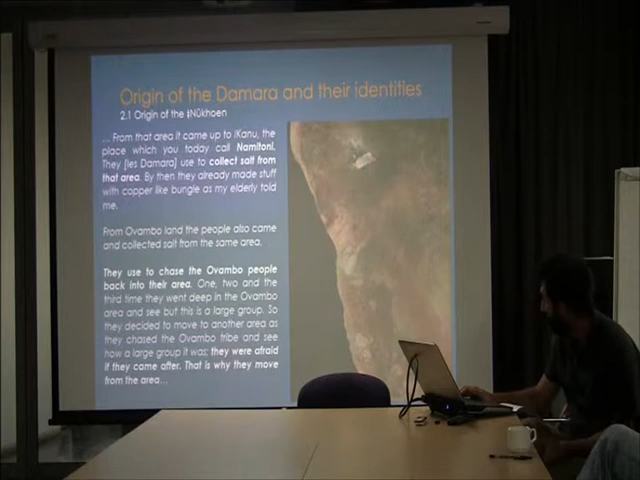 Origin of the Damara and their identities
2.1 Origin of the ǂNūkhoen
... From that area it came up to iKanu, the
place which you today call Namitoni.
They [les Damara] use to collect salt from
that area. By then they already made stuff
with copper like bungle as my elderly told
me.
From Ovambo land the people also came
and collected salt from the same area.
They use to chase the Ovambo people
back into their area. One, two and the
third time they went deep in the Ovambo
area and see but this is a large group. So
they decided to move to another area as
they chased the Ovambo tribe and see
how a large group it was; they were afraid
if they came after. That is why they move
from the area...